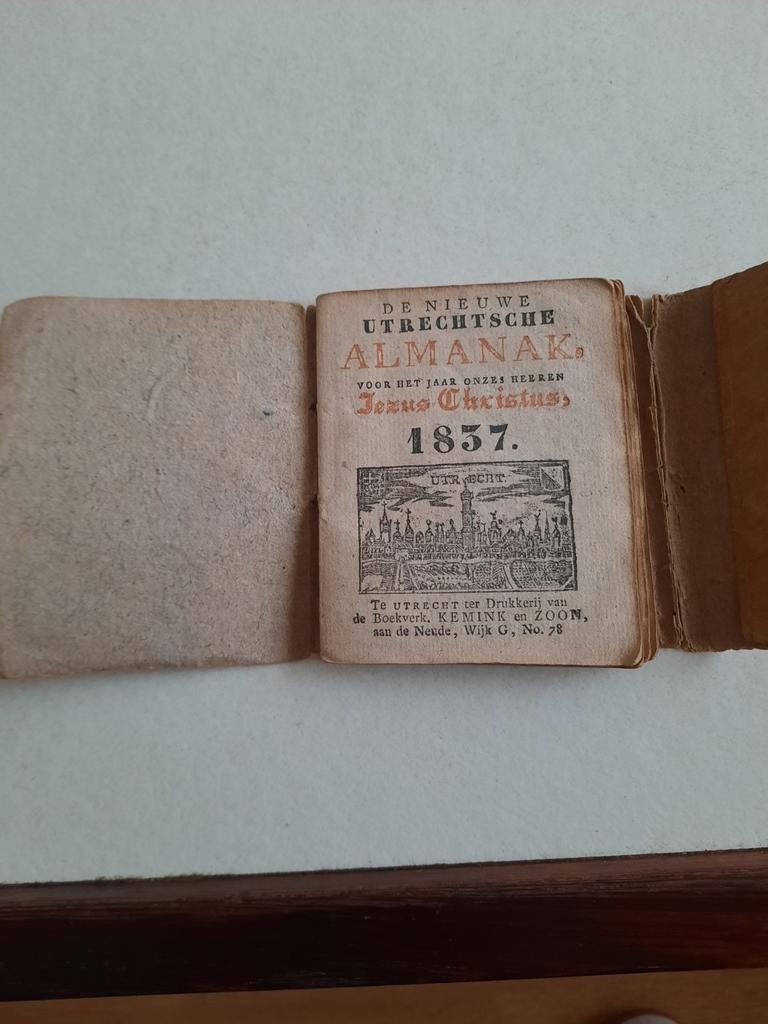 DE NIEUWE
UTRECHTSCHE
ALMANAK,
VOOR HET JAAR ONZES HEEREN
Jezus Christus,
1837.
UTRECHT.
Te UTRECHT ter Drukkerij van
de Boekverk. KEMINK en ZOON,
aan de Neude, Wijk G, No. 78